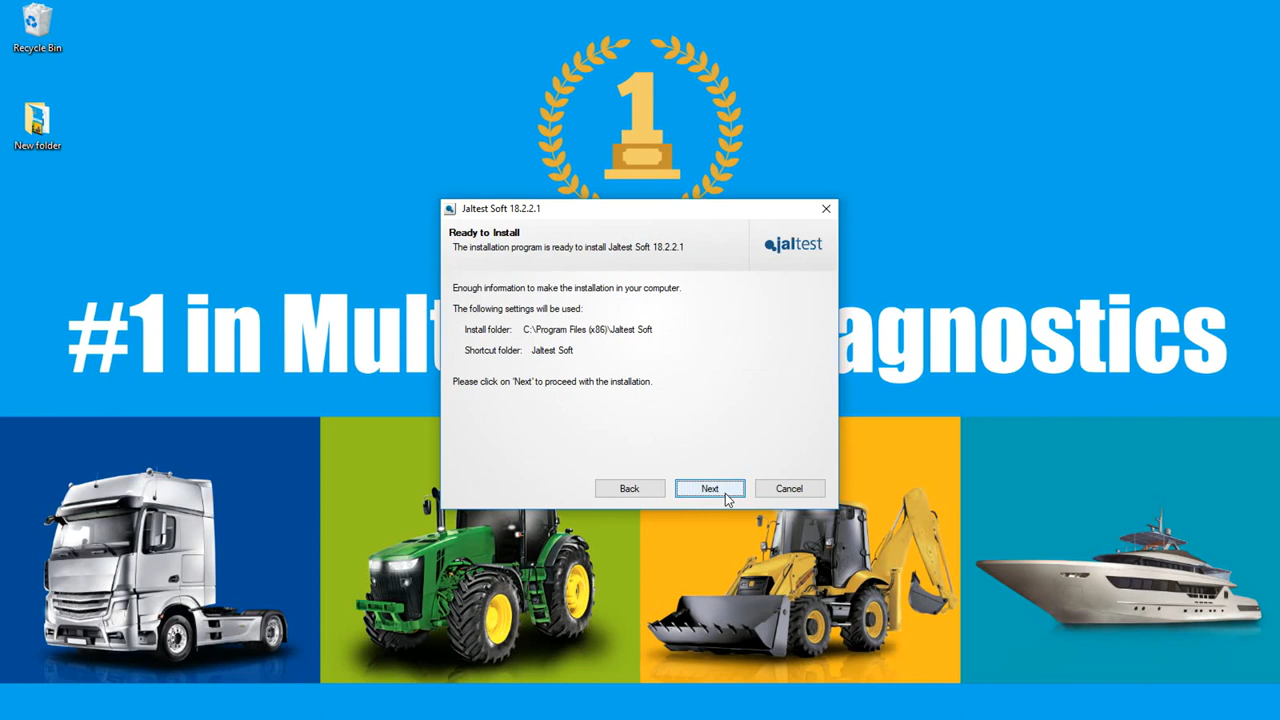 Recycle Bin
New folder
1
Jaltest Soft 18.2.2.1
Ready to Install
The installation program is ready to install Jaltest Soft 18.2.2.1
jaltest
Enough information to make the installation in your computer.
The following settings will be used:
Install folder: C:\Program Files (x86)\Jaltest Soft
Shortcut folder: Jaltest Soft
Please click on 'Next' to proceed with the installation.
Back Next Cancel
#1 in Mul agnostics